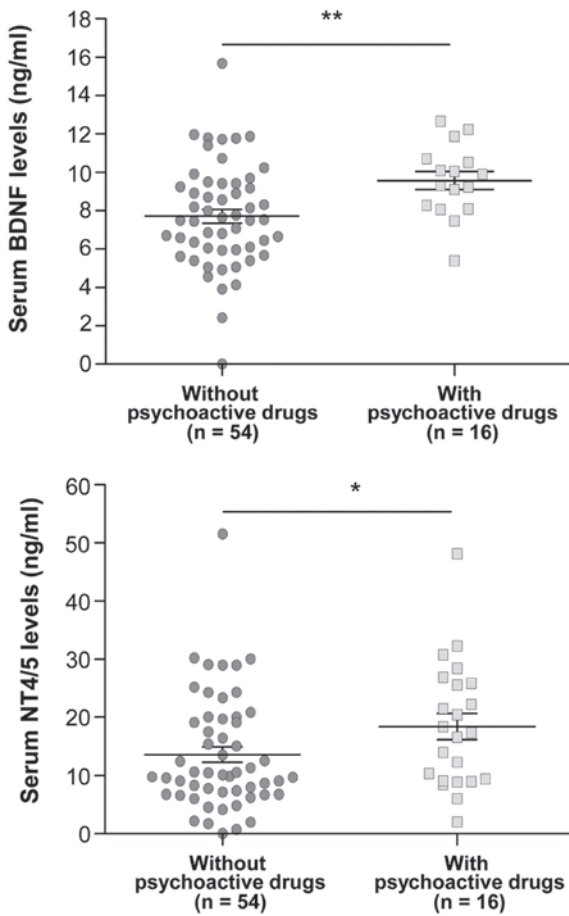 **
Serum BDNF levels (ng/ml)
18
16
14
12
10
8
6
4
2
0
Without
psychoactive drugs
(n = 54)
With
psychoactive drugs
(n = 16)
*
Serum NT4/5 levels (ng/ml)
60
50
40
30
20
10
0
Without
psychoactive drugs
(n = 54)
With
psychoactive drugs
(n = 16)